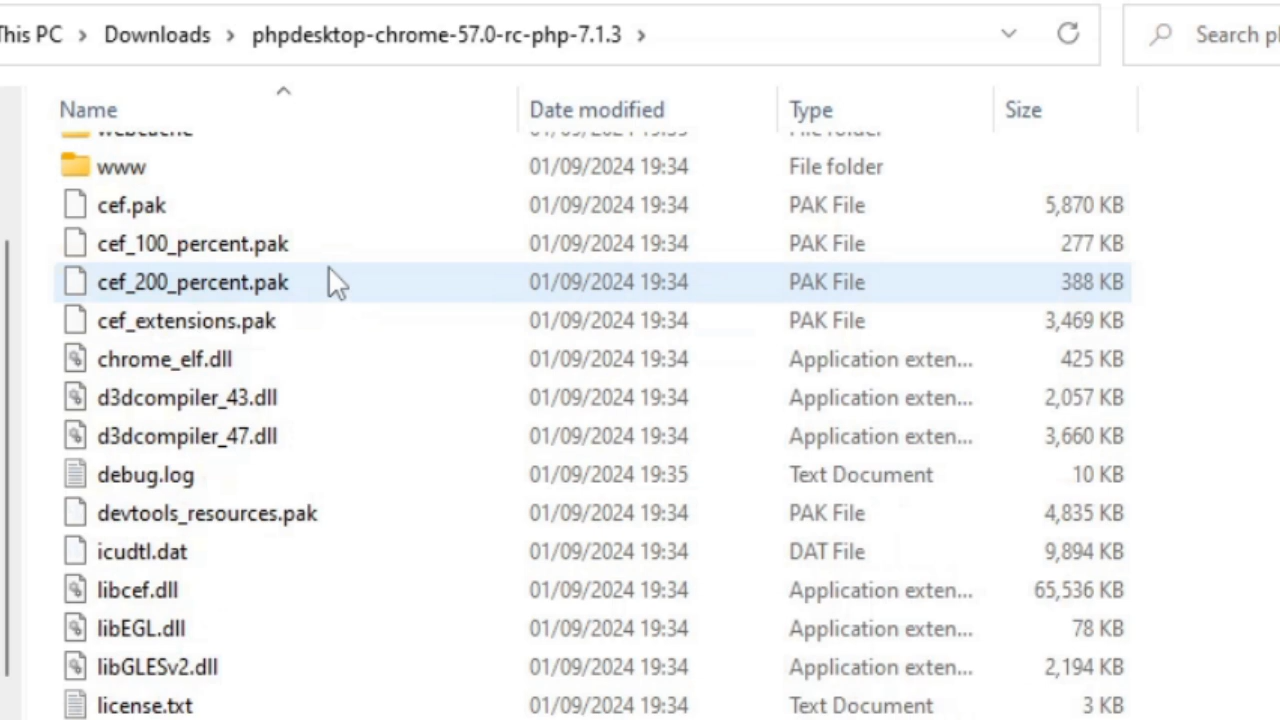 This PC > Downloads > phpdesktop-chrome-57.0-rc-php-7.1.3 > Search pl
Name Date modified Type Size
webcache 01/09/2024 19:35 File folder
www 01/09/2024 19:34 File folder
cef.pak 01/09/2024 19:34 PAK File 5,870 KB
cef_100_percent.pak 01/09/2024 19:34 PAK File 277 KB
cef_200_percent.pak 01/09/2024 19:34 PAK File 388 KB
cef_extensions.pak 01/09/2024 19:34 PAK File 3,469 KB
chrome_elf.dll 01/09/2024 19:34 Application exten... 425 KB
d3dcompiler_43.dll 01/09/2024 19:34 Application exten... 2,057 KB
d3dcompiler_47.dll 01/09/2024 19:34 Application exten... 3,660 KB
debug.log 01/09/2024 19:35 Text Document 10 KB
devtools_resources.pak 01/09/2024 19:34 PAK File 4,835 KB
icudtl.dat 01/09/2024 19:34 DAT File 9,894 KB
libcef.dll 01/09/2024 19:34 Application exten... 65,536 KB
libEGL.dll 01/09/2024 19:34 Application exten... 78 KB
libGLESv2.dll 01/09/2024 19:34 Application exten... 2,194 KB
license.txt 01/09/2024 19:34 Text Document 3 KB